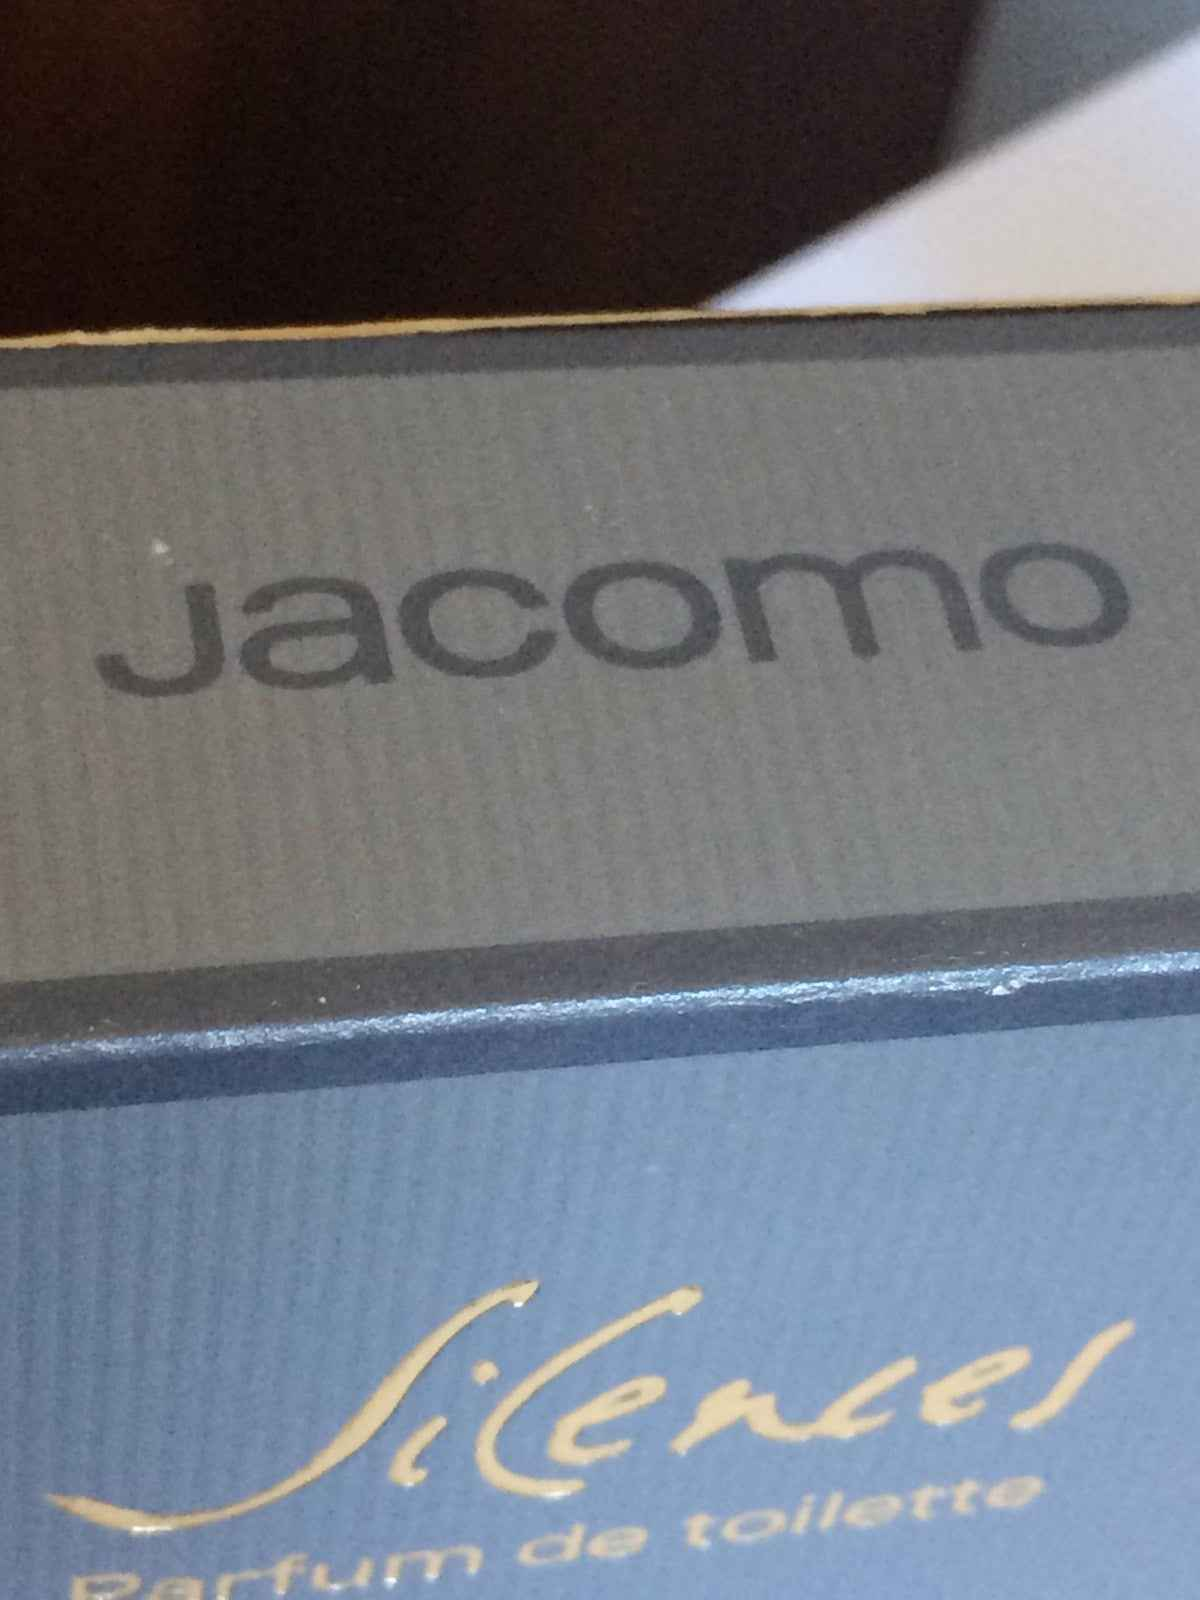 Jacomo
Silences
Parfum de toilette